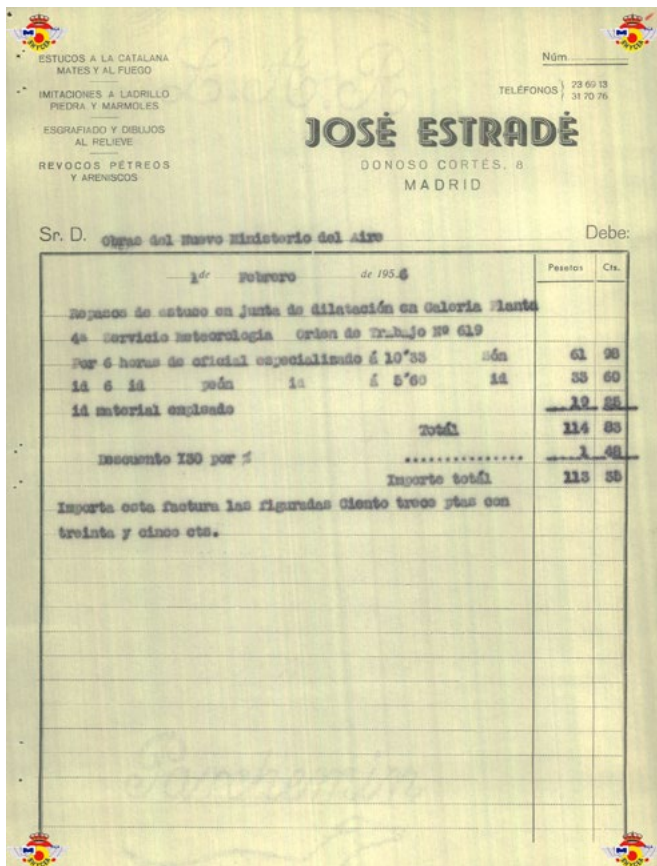 ESTUCOS A LA CATALANA
MATES Y AL FUEGO
IMITACIONES A LADRILLO
PIEDRA Y MARMOLES
ESGRAFIADO Y DIBUJOS
AL RELIEVE
REVOCOS PÉTREOS
Y ARENISCOS
Núm.
TELÉFONOS } 23 69 13
31 70 76
JOSÉ ESTRADÉ
DONOSO CORTÉS, 8
MADRID
Sr. D. Obras del Nuevo Ministerio del Aire Debe:
1 de Febrero de 1956 Pesetas Cts.
Repasos de estuco en junta de dilatación en Galeria Planta
4ª Servicio Meteorologia Orden de Trabajo Nº 619
Por 6 horas de oficial especializado á 10"33 són 61 98
id 6 id peón id á 5"60 id 33 60
id material empleado 19 25
Totál 114 83
Descuento 1"30 por % ............... 1 48
Importe totál 113 35
Importa esta factura las figuradas Ciento trece ptas con
treinta y cinco cts.
Parchemin